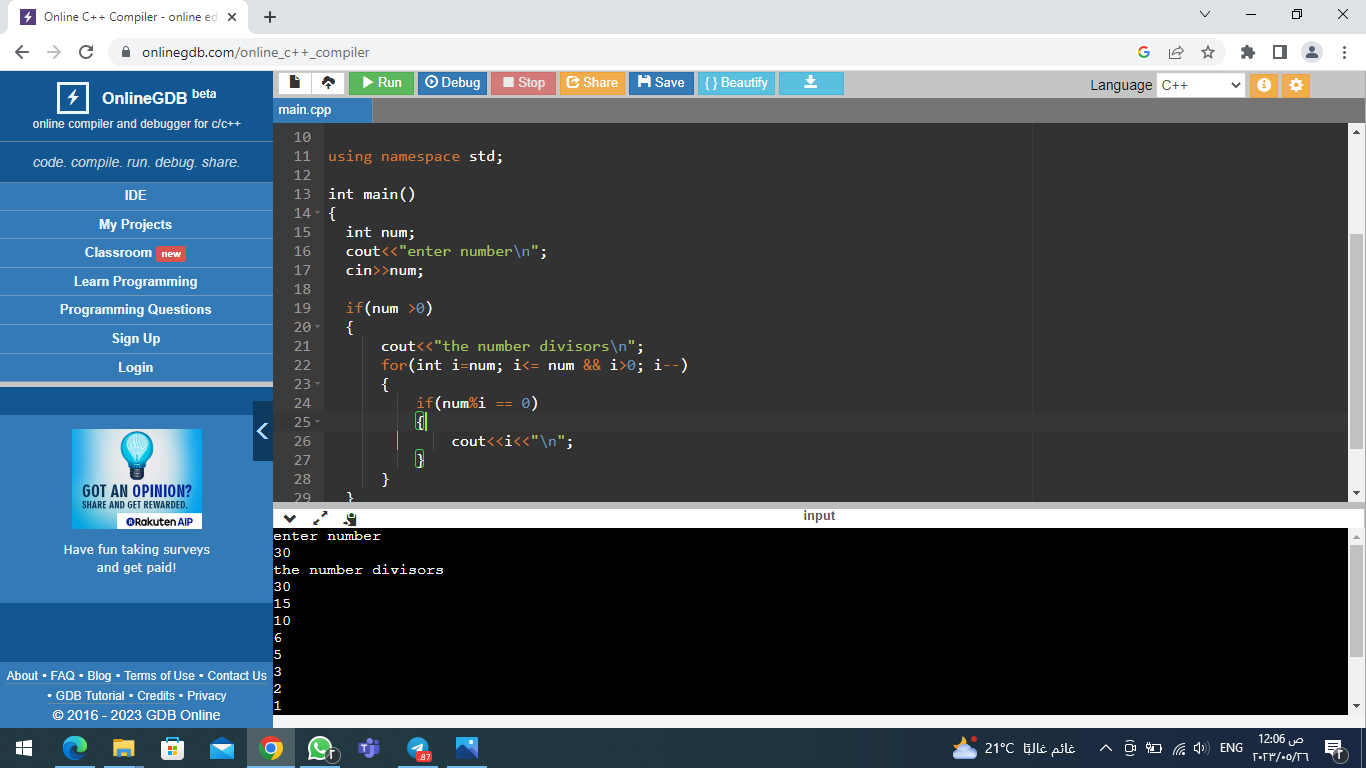 Online C++ Compiler - online ed
onlinegdb.com/online_c++_compiler
OnlineGDB beta
online compiler and debugger for c/c++
code. compile. run. debug. share.
IDE
My Projects
Classroom new
Learn Programming
Programming Questions
Sign Up
Login
GOT AN OPINION?
SHARE AND GET REWARDED.
Rakuten AIP
Have fun taking surveys
and get paid!
About • FAQ • Blog • Terms of Use • Contact Us
• GDB Tutorial • Credits • Privacy
© 2016 - 2023 GDB Online
Run Debug Stop Share Save { } Beautify Language C++
main.cpp
10
11 using namespace std;
12
13 int main()
14 {
15 int num;
16 cout<<"enter number\n";
17 cin>>num;
18
19 if(num >0)
20 {
21 cout<<"the number divisors\n";
22 for(int i=num; i<= num && i>0; i--)
23 {
24 if(num%i == 0)
25 {
26 cout<<i<<"\n";
27 }
28 }
29 }
input
enter number
30
the number divisors
30
15
10
6
5
3
2
1
T
T
87
21°C غائم غالبًا
ENG
12:06 ص
٢٠٢٣/٠٥/٢٦
T